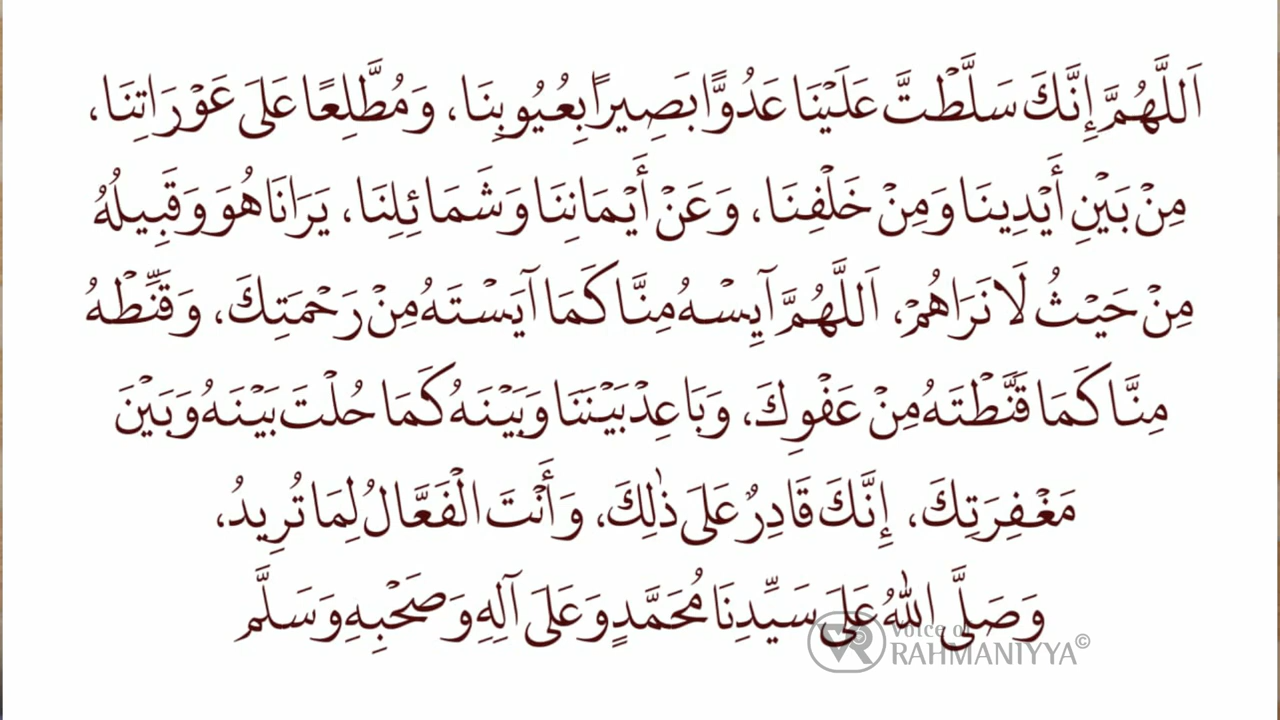 اَللَّهُمَّ إِنَّكَ سَلَّطْتَّ عَلَيْنَا عَدُوًّا بَصِيرًا بِعُيُوبِنَا، وَمُطَّلِعًا عَلَى عَوْرَاتِنَا،
مِنْ بَيْنِ أَيْدِينَا وَمِنْ خَلْفِنَا، وَعَنْ أَيْمَانِنَا وَشَمَائِلِنَا، يَرَانَا هُوَ وَقَبِيلُهُ
مِنْ حَيْثُ لَا نَرَاهُمْ، اَللَّهُمَّ آيِسْهُ مِنَّا كَمَا آيَسْتَهُ مِنْ رَحْمَتِكَ، وَقَنِّطْهُ
مِنَّا كَمَا قَنَّطْتَهُ مِنْ عَفْوِكَ، وَبَاعِدْ بَيْنَنَا وَبَيْنَهُ كَمَا حُلْتَ بَيْنَهُ وَبَيْنَ
مَغْفِرَتِكَ، إِنَّكَ قَادِرٌ عَلَى ذٰلِكَ، وَأَنْتَ الْفَعَّالُ لِمَا تُرِيدُ،
وَصَلَّى اللهُ عَلَى سَيِّدِنَا مُحَمَّدٍ وَعَلَى آلِهِ وَصَحْبِهِ وَسَلَّم
Voice of
RAHMANIYYA©